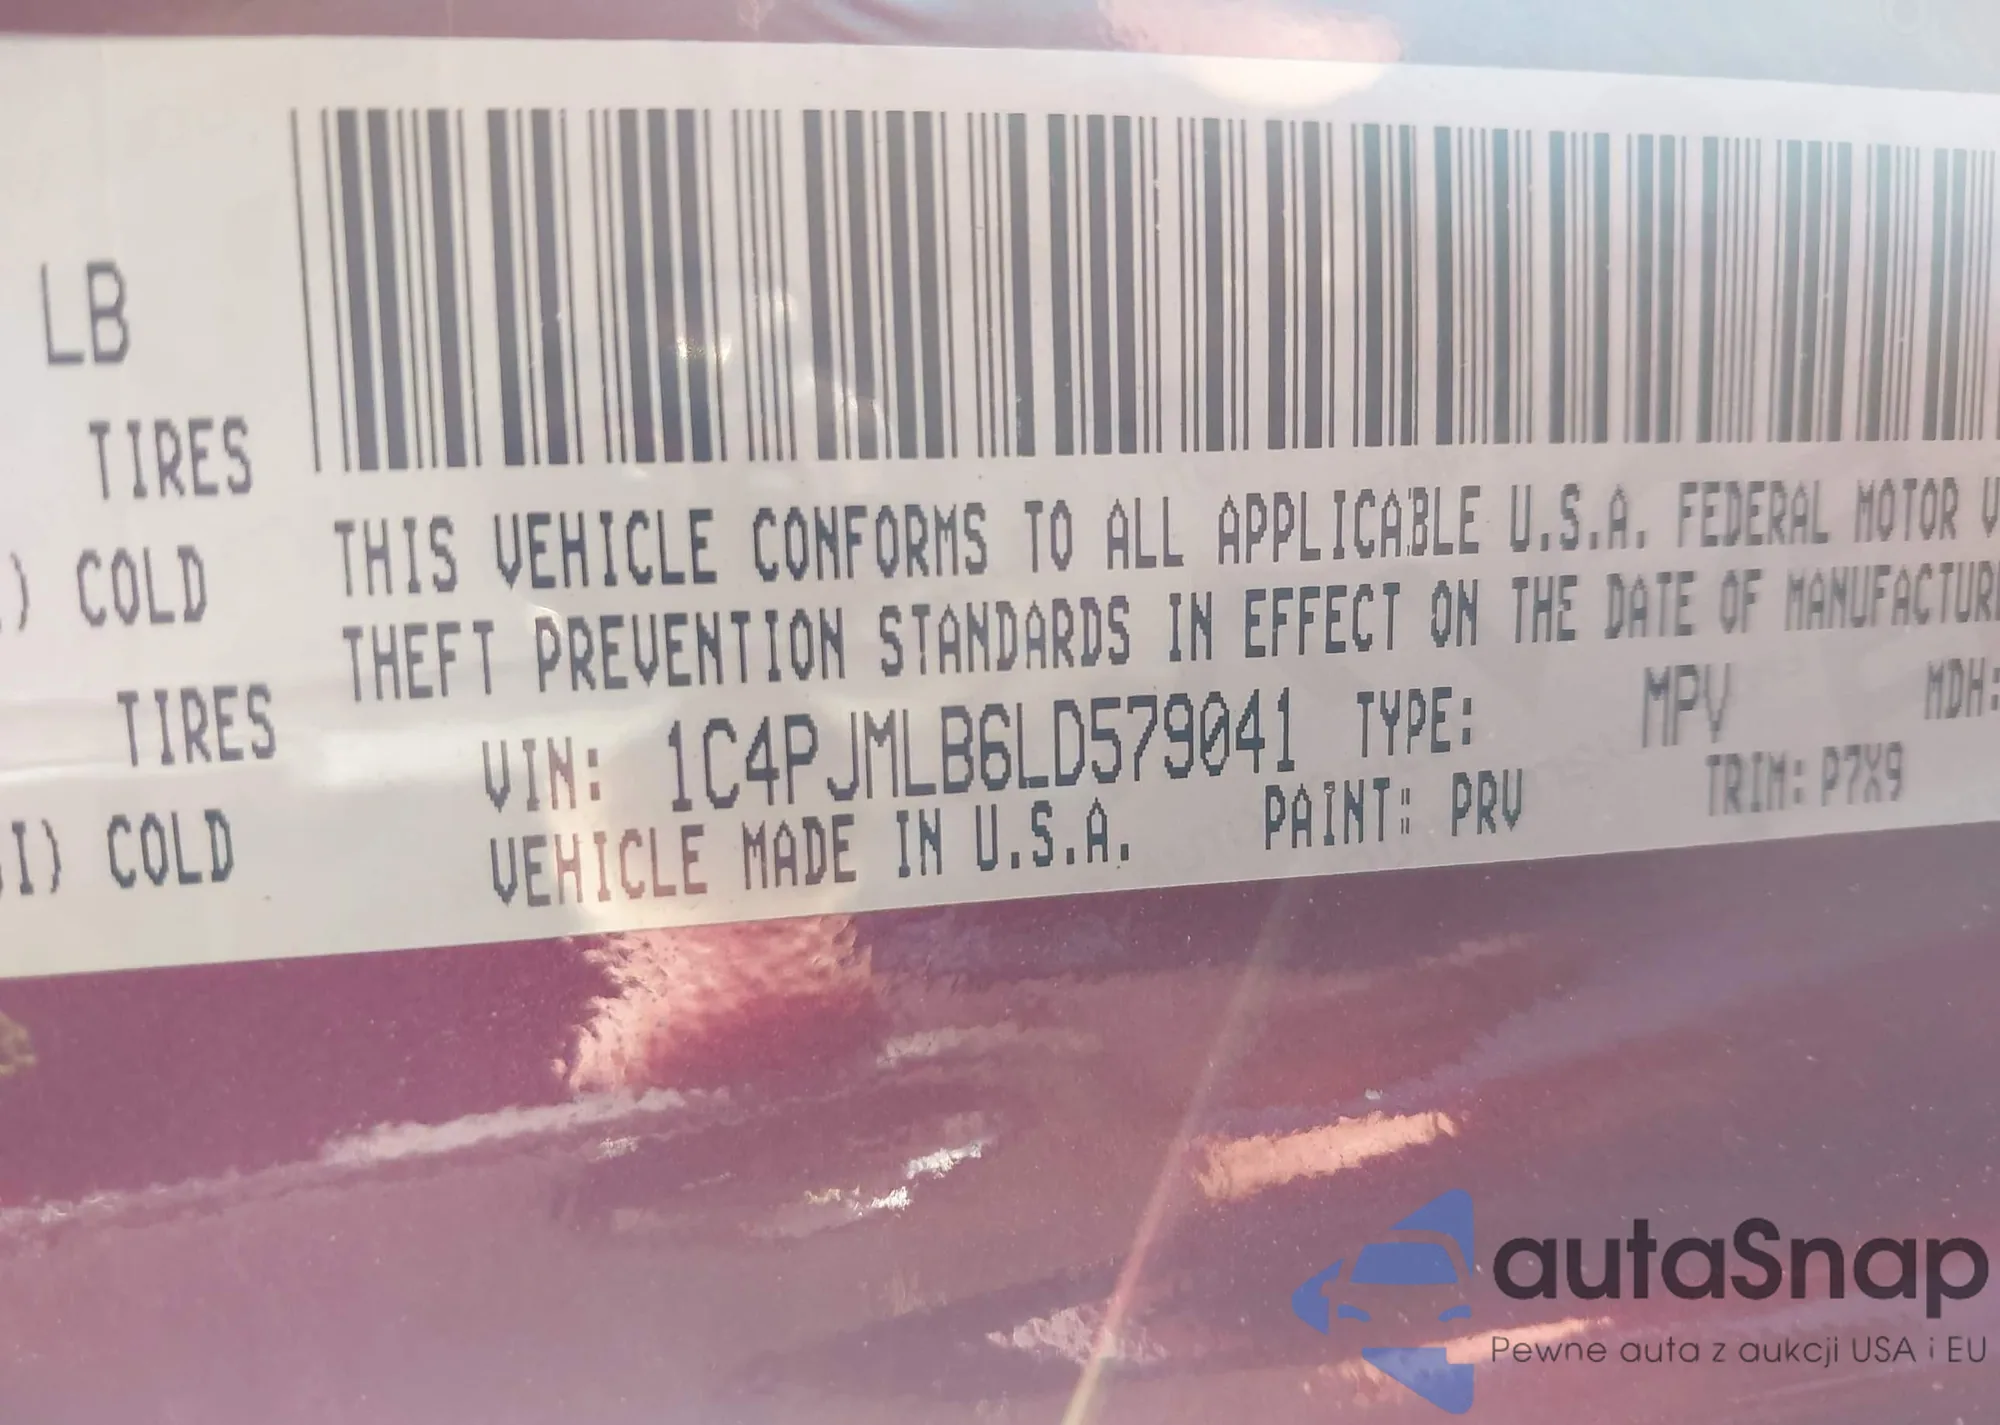 LB
TIRES
) COLD
TIRES
I) COLD
THIS VEHICLE CONFORMS TO ALL APPLICABLE U.S.A. FEDERAL MOTOR V
THEFT PREVENTION STANDARDS IN EFFECT ON THE DATE OF MANUFACTURE
VIN: 1C4PJMLB6LD579041 TYPE: MPV MDH:
VEHICLE MADE IN U.S.A. PAINT: PRV TRIM: P7X9
autaSnap
Pewne auta z aukcji USA i EU